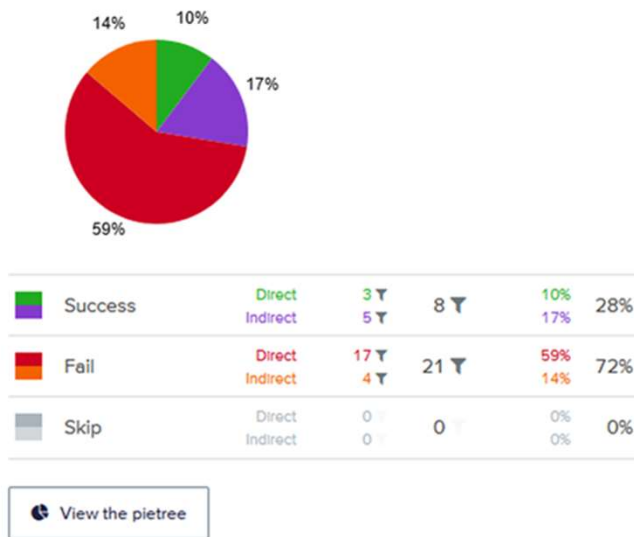 14% 10%
17%
59%
Success Direct 3 8 10% 28%
Indirect 5 17%
Fail Direct 17 21 59% 72%
Indirect 4 14%
Skip Direct 0 0 0% 0%
Indirect 0 0%
View the pietree